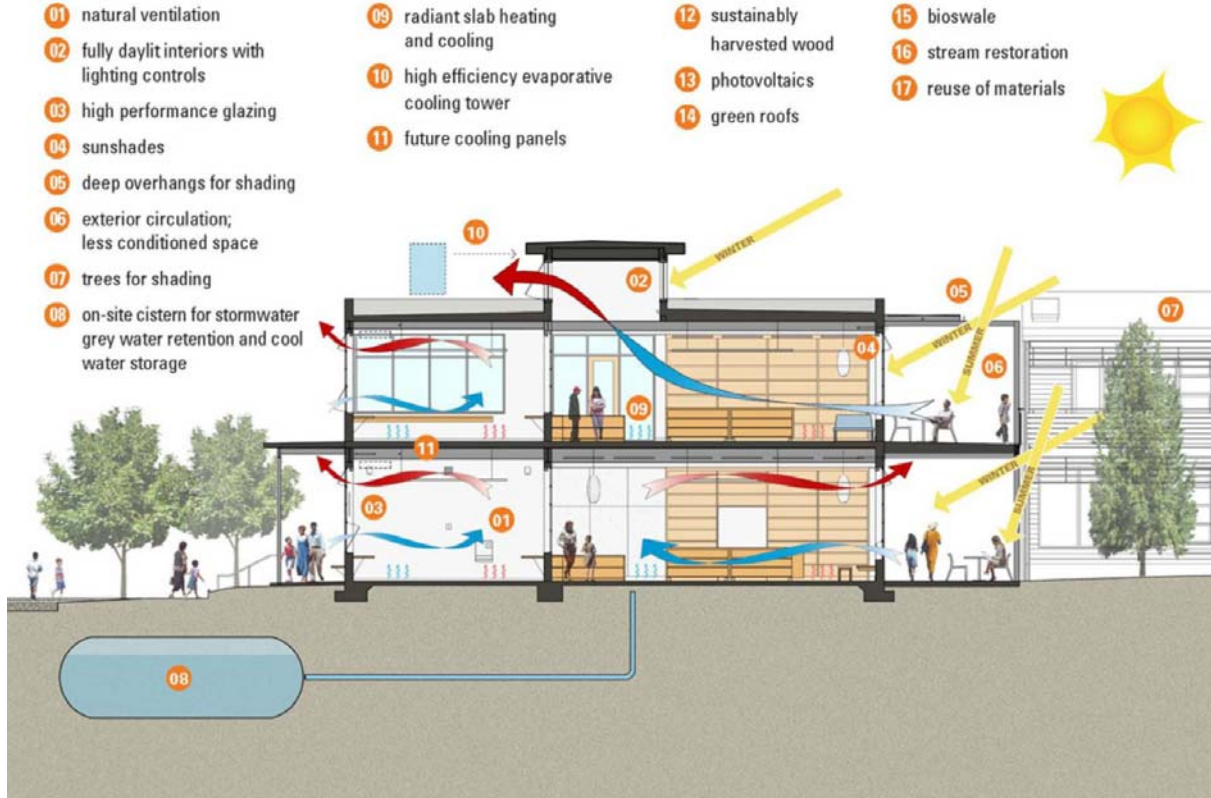 01 natural ventilation
02 fully daylit interiors with
lighting controls
03 high performance glazing
04 sunshades
05 deep overhangs for shading
06 exterior circulation;
less conditioned space
07 trees for shading
08 on-site cistern for stormwater
grey water retention and cool
water storage
09 radiant slab heating
and cooling
10 high efficiency evaporative
cooling tower
11 future cooling panels
12 sustainably
harvested wood
13 photovoltaics
14 green roofs
15 bioswale
16 stream restoration
17 reuse of materials
10
WINTER
02
05
07
04
WINTER
SUMMER
06
09
11
03
01
WINTER
SUMMER
08